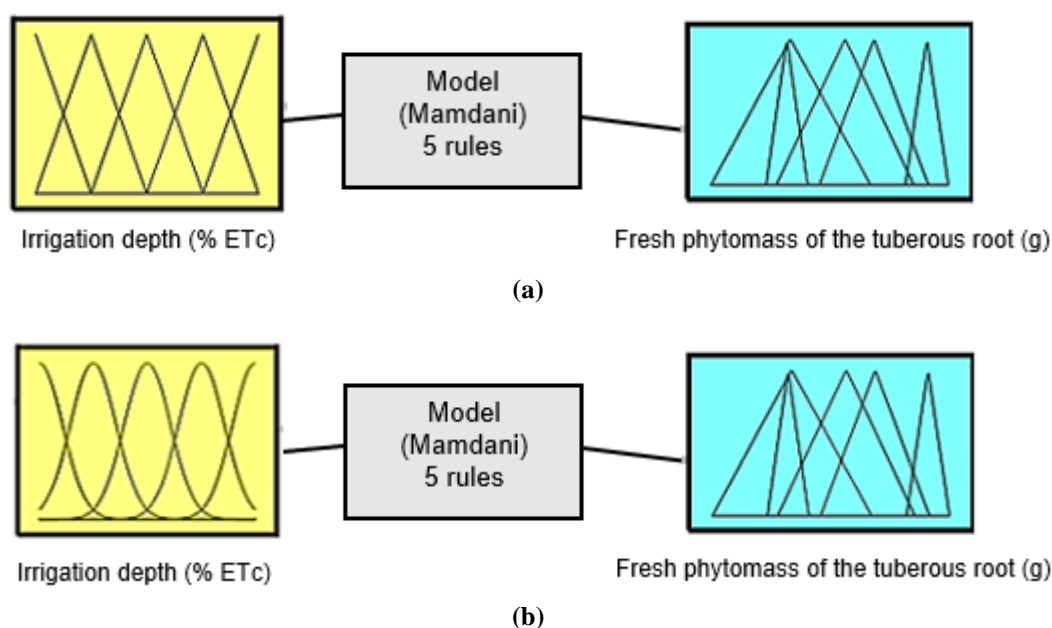 Model
(Mamdani)
5 rules
Irrigation depth (% ETc)
Fresh phytomass of the tuberous root (g)
(a)
Model
(Mamdani)
5 rules
Irrigation depth (% ETc)
Fresh phytomass of the tuberous root (g)
(b)